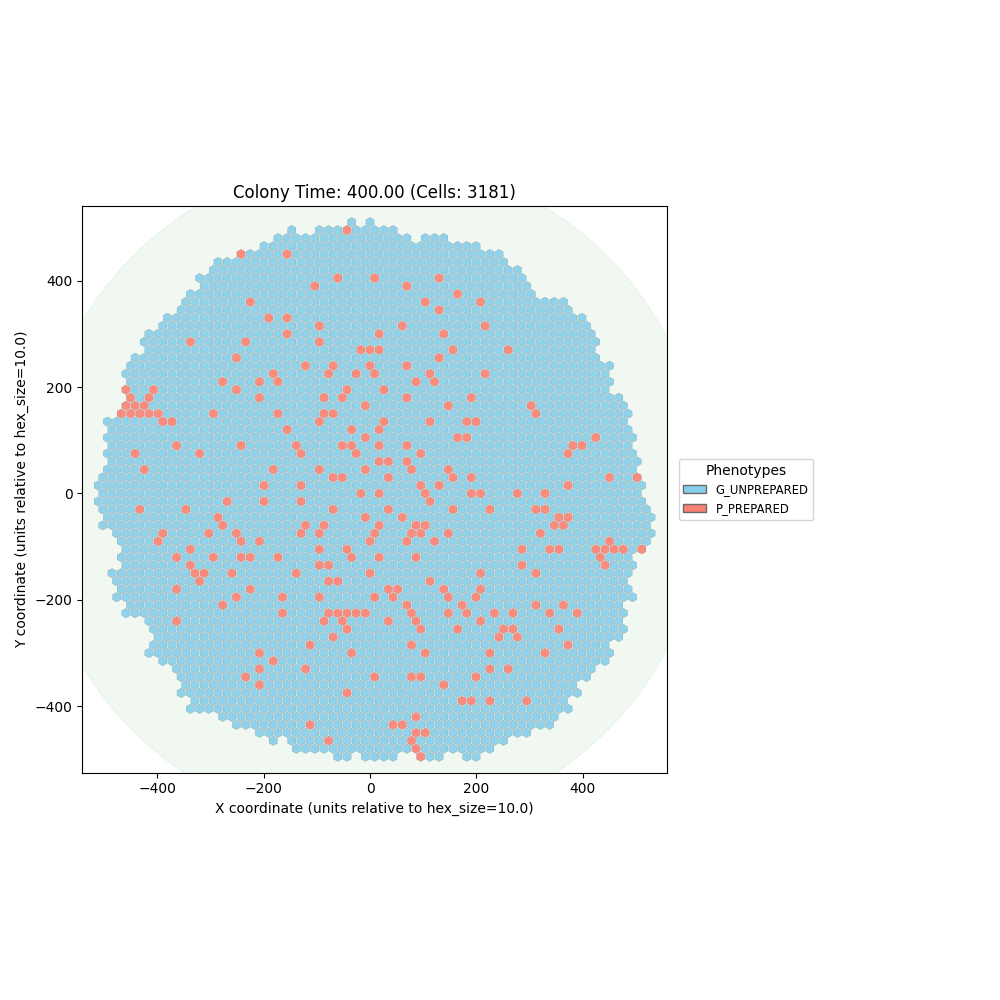 Colony Time: 400.00 (Cells: 3181)
Y coordinate (units relative to hex_size=10.0)
400
200
0
−200
−400
−400 −200 0 200 400
X coordinate (units relative to hex_size=10.0)
Phenotypes
G_UNPREPARED
P_PREPARED